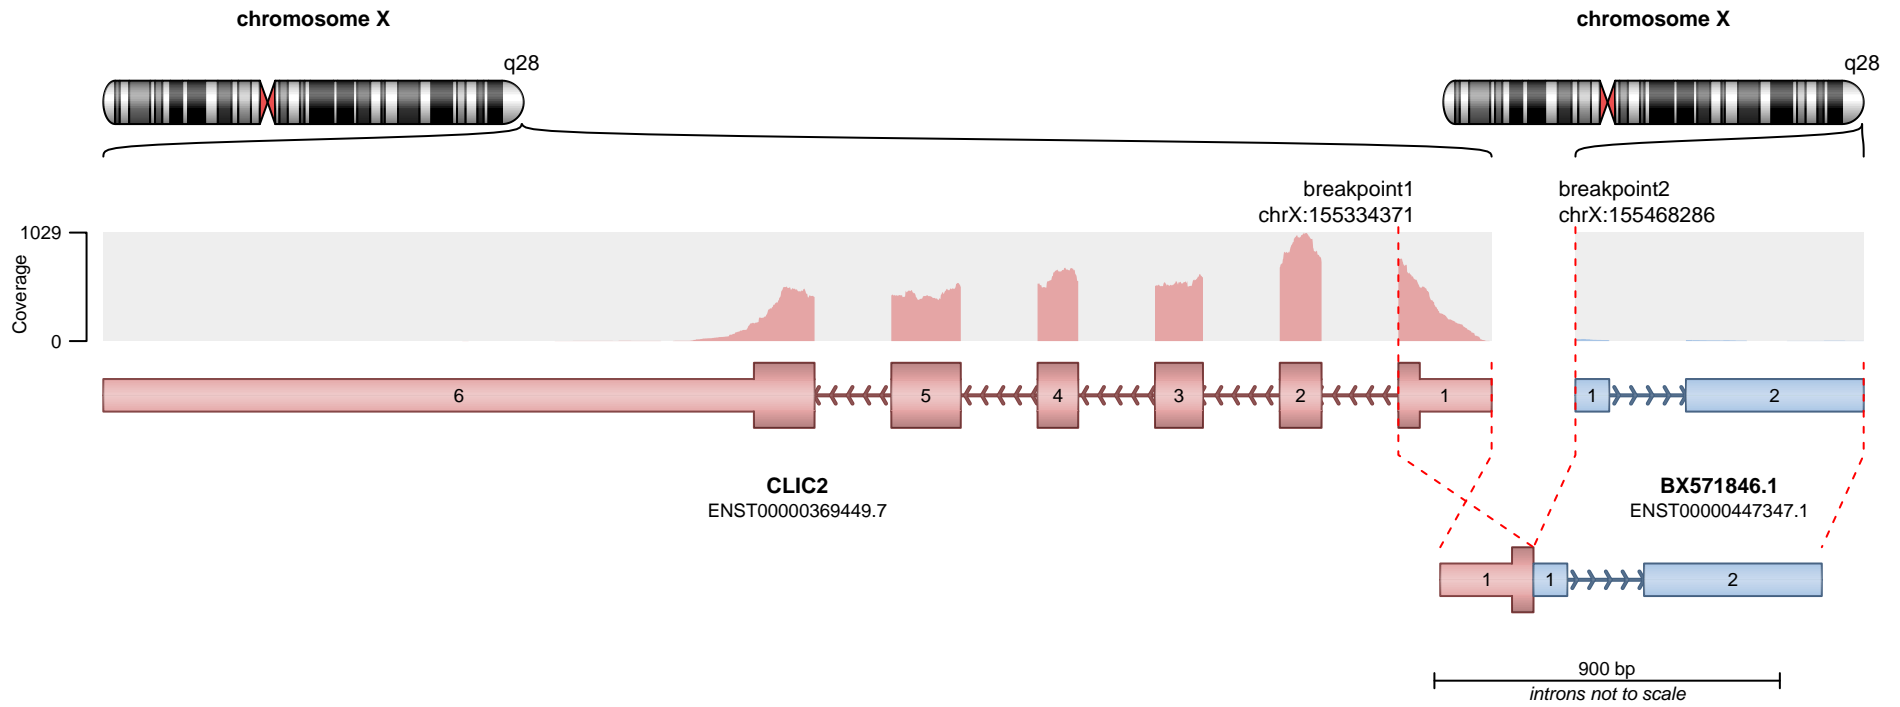 chromosome X
chromosome X
q28
q28
breakpoint1
chrX:155334371
breakpoint2
chrX:155468286
1029
Coverage
0
6
5
4
3
2
1
1
2
CLIC2
ENST00000369449.7
BX571846.1
ENST00000447347.1
1
1
2
900 bp
introns not to scale